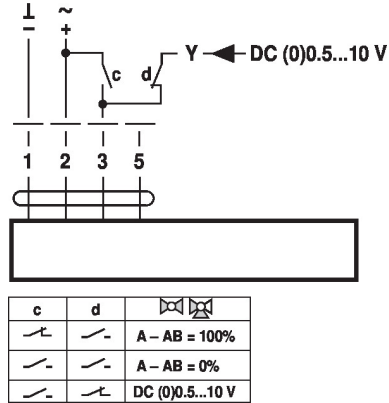 ⊥ ~
– +
c d Y DC (0)0.5...10 V
1 2 3 5
c d
A – AB = 100%
A – AB = 0%
DC (0)0.5...10 V